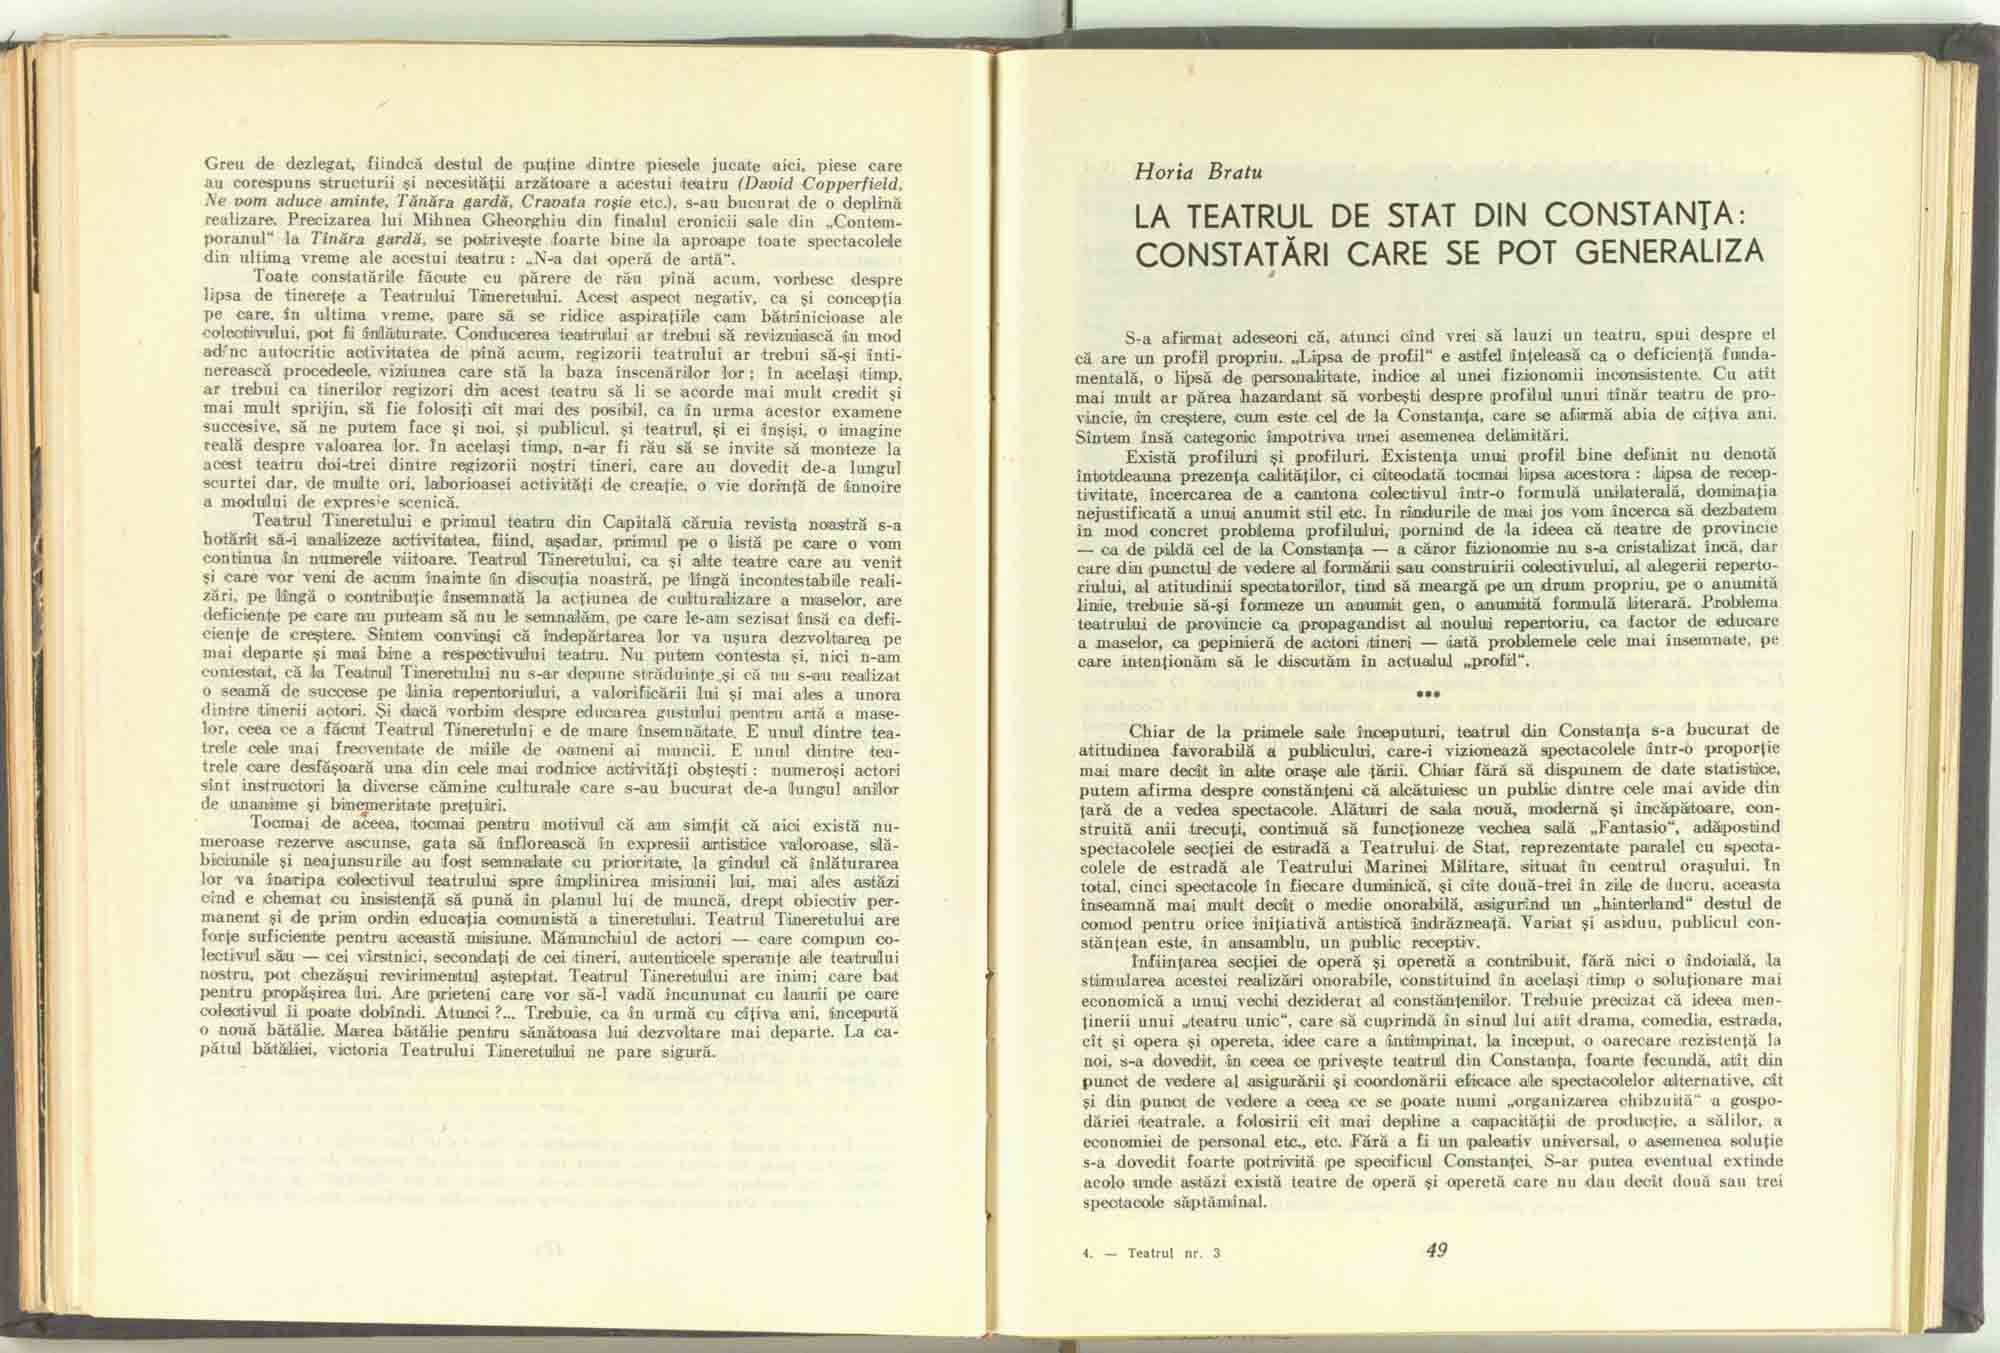 Greu de dezlegat, fiindcă destul de puține dintre piesele jucate aici, piese care
au corespuns structurii și necesității arzătoare a acestui teatru (David Copperfield,
Ne vom aduce aminte, Tânăra gardă, Cravata roșie etc.), s-au bucurat de o deplină
realizare. Precizarea lui Mihnea Gheorghiu din finalul cronicii sale din „Contem-
poranul“ la Tînăra gardă, se potrivește foarte bine la aproape toate spectacolele
din ultima vreme ale acestui teatru : „N-a dat operă de artă“.
Toate constatările făcute cu părere de rău pînă acum, vorbesc despre
lipsa de tinerețe a Teatrului Tineretului. Acest aspect negativ, ca și concepția
pe care, în ultima vreme, pare să se ridice aspirațiile cam bătrînicioase ale
colectivului, pot fi înlăturate. Conducerea teatrului ar trebui să revizuiască în mod
adînc autocritic activitatea de pînă acum, regizorii teatrului ar trebui să-și înti-
nerească procedeele, viziunea care stă la baza înscenărilor lor ; în același timp,
ar trebui ca tinerilor regizori din acest teatru să li se acorde mai mult credit și
mai mult sprijin, să fie folosiți cît mai des posibil, ca în urma acestor examene
succesive, să ne putem face și noi, și publicul, și teatrul, și ei înșiși, o imagine
reală despre valoarea lor. In același timp, n-ar fi rău să se invite să monteze la
acest teatru doi-trei dintre regizorii noștri tineri, care au dovedit de-a lungul
scurtei dar, de multe ori, laborioasei activități de creație, o vie dorință de înnoire
a modului de expresie scenică.
Teatrul Tineretului e primul teatru din Capitală căruia revista noastră s-a
hotărît să-i analizeze activitatea, fiind, așadar, primul pe o listă pe care o vom
continua în numerele viitoare. Teatrul Tineretului, ca și alte teatre care au venit
și care vor veni de acum înainte în discuția noastră, pe lîngă incontestabile reali-
zări, pe lîngă o contribuție însemnată la acțiunea de culturalizare a maselor, are
deficiențe pe care nu puteam să nu le semnalăm, pe care le-am sezisat însă ca defi-
ciențe de creștere. Sîntem convinși că îndepărtarea lor va ușura dezvoltarea pe
mai departe și mai bine a respectivului teatru. Nu putem contesta și, nici n-am
contestat, că la Teatrul Tineretului nu s-ar depune străduințe și că nu s-au realizat
o seamă de succese pe linia repertoriului, a valorificării lui și mai ales a unora
dintre tinerii actori. Și dacă vorbim despre educarea gustului pentru artă a mase-
lor, ceea ce a făcut Teatrul Tineretului e de mare însemnătate. E unul dintre tea-
trele cele mai frecventate de miile de oameni ai muncii. E unul dintre tea-
trele care desfășoară una din cele mai rodnice activități obștești : numeroși actori
sînt instructori la diverse cămine culturale care s-au bucurat de-a lungul anilor
de unanime și binemeritate prețuiri.
Tocmai de aceea, tocmai pentru motivul că am simțit că aici există nu-
meroase rezerve ascunse, gata să înflorească în expresii artistice valoroase, slă-
biciunile și neajunsurile au fost semnalate cu prioritate, la gîndul că înlăturarea
lor va înaripa colectivul teatrului spre împlinirea misiunii lui, mai ales astăzi
cînd e chemat cu insistență să pună în planul lui de muncă, drept obiectiv per-
manent și de prim ordin educația comunistă a tineretului. Teatrul Tineretului are
forțe suficiente pentru această misiune. Mănunchiul de actori — care compun co-
lectivul său — cei vîrstnici, secondați de cei tineri, autenticele speranțe ale teatrului
nostru, pot chezășui revirimentul așteptat. Teatrul Tineretului are inimi care bat
pentru propășirea lui. Are prieteni care vor să-l vadă încununat cu laurii pe care
colectivul îi poate dobîndi. Atunci ?... Trebuie, ca în urmă cu cîțiva ani, începută
o nouă bătălie. Marea bătălie pentru sănătoasa lui dezvoltare mai departe. La ca-
pătul bătăliei, victoria Teatrului Tineretului ne pare sigură.
Horia Bratu
LA TEATRUL DE STAT DIN CONSTANȚA:
CONSTATĂRI CARE SE POT GENERALIZA
S-a afirmat adeseori că, atunci cînd vrei să lauzi un teatru, spui despre el
că are un profil propriu. „Lipsa de profil“ e astfel înțeleasă ca o deficiență funda-
mentală, o lipsă de personalitate, indice al unei fizionomii inconsistente. Cu atît
mai mult ar părea hazardant să vorbești despre profilul unui tînăr teatru de pro-
vincie, în creștere, cum este cel de la Constanța, care se afirmă abia de cîțiva ani.
Sîntem însă categoric împotriva unei asemenea delimitări.
Există profiluri și profiluri. Existența unui profil bine definit nu denotă
întotdeauna prezența calităților, ci cîteodată tocmai lipsa acestora : lipsa de recep-
tivitate, încercarea de a cantona colectivul într-o formulă unilaterală, dominația
nejustificată a unui anumit stil etc. In rîndurile de mai jos vom încerca să dezbatem
în mod concret problema profilului, pornind de la ideea că teatre de provincie
— ca de pildă cel de la Constanța — a căror fizionomie nu s-a cristalizat încă, dar
care din punctul de vedere al formării sau construirii colectivului, al alegerii reperto-
riului, al atitudinii spectatorilor, tind să meargă pe un drum propriu, pe o anumită
linie, trebuie să-și formeze un anumit gen, o anumită formulă literară. Problema
teatrului de provincie ca propagandist al noului repertoriu, ca factor de educare
a maselor, ca pepinieră de actori tineri — iată problemele cele mai însemnate, pe
care intenționăm să le discutăm în actualul „profil“.
•••
Chiar de la primele sale începuturi, teatrul din Constanța s-a bucurat de
atitudinea favorabilă a publicului, care-i vizionează spectacolele într-o proporție
mai mare decît în alte orașe ale țării. Chiar fără să dispunem de date statistice,
putem afirma despre constănțeni că alcătuiesc un public dintre cele mai avide din
țară de a vedea spectacole. Alături de sala nouă, modernă și încăpătoare, con-
struită anii trecuți, continuă să funcționeze vechea sală „Fantasio“, adăpostind
spectacolele secției de estradă a Teatrului de Stat, reprezentate paralel cu specta-
colele de estradă ale Teatrului Marinei Militare, situat în centrul orașului. În
total, cinci spectacole în fiecare duminică, și cîte două-trei în zile de lucru, aceasta
înseamnă mai mult decît o medie onorabilă, asigurînd un „hinterland“ destul de
comod pentru orice inițiativă artistică îndrăzneață. Variat și asiduu, publicul con-
stănțean este, în ansamblu, un public receptiv.
Înființarea secției de operă și operetă a contribuit, fără nici o îndoială, la
stimularea acestei realizări onorabile, constituind în același timp o soluționare mai
economică a unui vechi deziderat al constănțenilor. Trebuie precizat că ideea men-
ținerii unui „teatru unic“, care să cuprindă în sînul lui atît drama, comedia, estrada,
cît și opera și opereta, idee care a întîmpinat, la început, o oarecare rezistență la
noi, s-a dovedit, în ceea ce privește teatrul din Constanța, foarte fecundă, atît din
punct de vedere al asigurării și coordonării eficace ale spectacolelor alternative, cît
și din punct de vedere a ceea ce se poate numi „organizarea chibzuită“ a gospo-
dăriei teatrale, a folosirii cît mai depline a capacității de producție, a sălilor, a
economiei de personal etc., etc. Fără a fi un paleativ universal, o asemenea soluție
s-a dovedit foarte potrivită pe specificul Constanței. S-ar putea eventual extinde
acolo unde astăzi există teatre de operă și operetă care nu dau decît două sau trei
spectacole săptămînal.
4. — Teatrul nr. 3
49